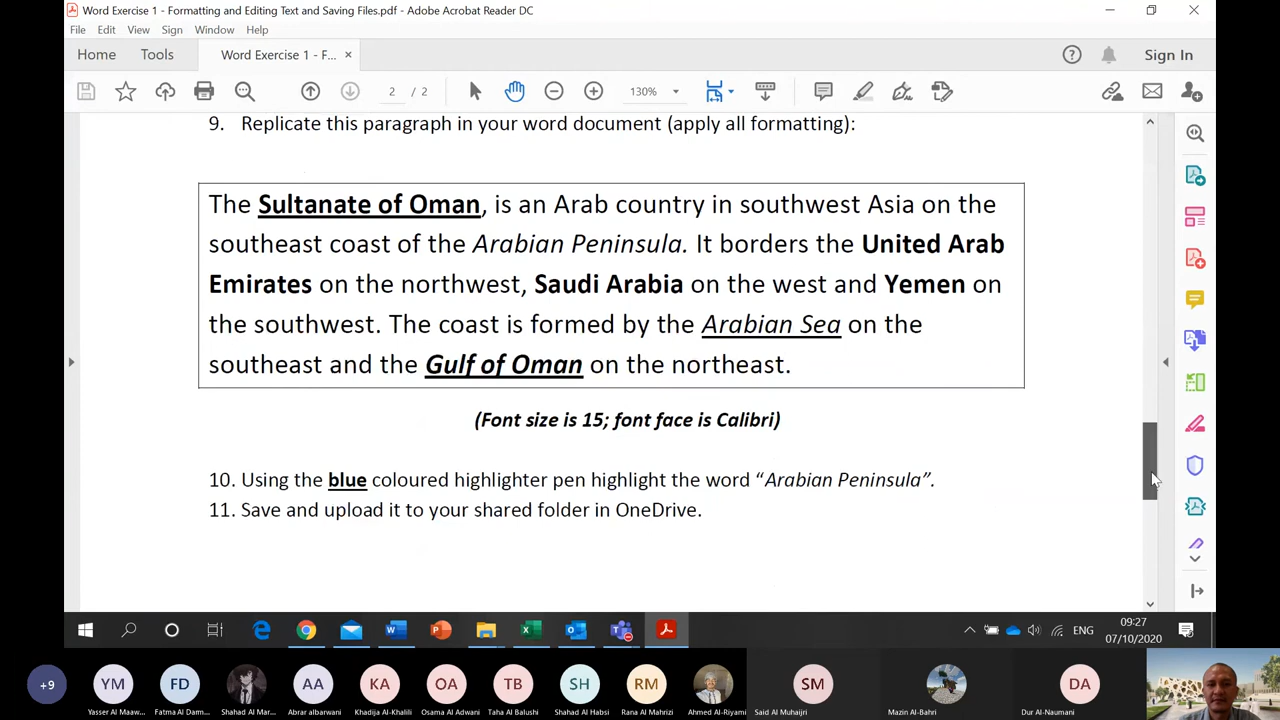 Word Exercise 1 - Formatting and Editing Text and Saving Files.pdf - Adobe Acrobat Reader DC
File Edit View Sign Window Help
Home Tools Word Exercise 1 - F... × Sign In
2 / 2 130%
9. Replicate this paragraph in your word document (apply all formatting):
The Sultanate of Oman, is an Arab country in southwest Asia on the
southeast coast of the Arabian Peninsula. It borders the United Arab
Emirates on the northwest, Saudi Arabia on the west and Yemen on
the southwest. The coast is formed by the Arabian Sea on the
southeast and the Gulf of Oman on the northeast.
(Font size is 15; font face is Calibri)
10. Using the blue coloured highlighter pen highlight the word “Arabian Peninsula”.
11. Save and upload it to your shared folder in OneDrive.
ENG 09:27
07/10/2020
+9 YM FD AA KA OA TB SH RM SM DA
Yasser Al Maaw... Fatma Al Darm... Shahad Al Mar... Abrar albarwani Khadija Al-Khalili Osama Al Adwani Taha Al Balushi Shahad Al Habsi Rana Al Mahrizi Ahmed Al-Riyami Said Al Muhaijri Mazin Al-Bahri Dur Al-Naumani